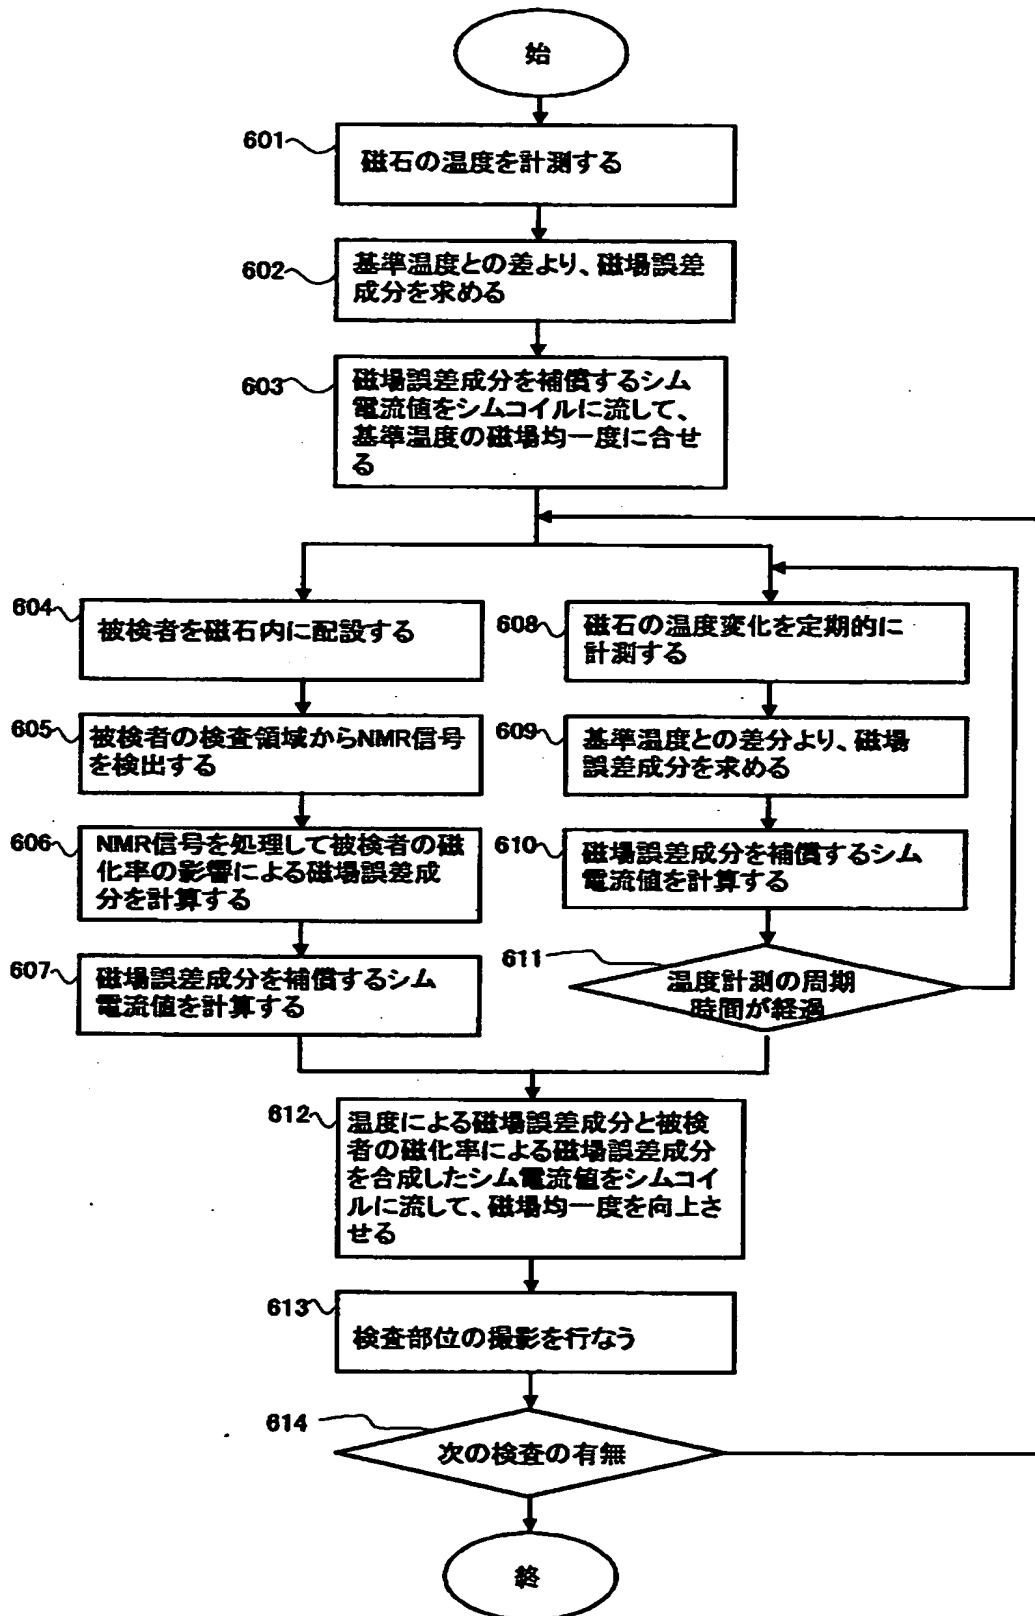 始
601
磁石の温度を計測する
602
基準温度との差より、磁場誤差
成分を求める
603
磁場誤差成分を補償するシム
電流値をシムコイルに流して、
基準温度の磁場均一度に合せ
る
604
被検者を磁石内に配設する
605
被検者の検査領域からNMR信号
を検出する
606
NMR信号を処理して被検者の磁
化率の影響による磁場誤差成
分を計算する
607
磁場誤差成分を補償するシム
電流値を計算する
608
磁石の温度変化を定期的に
計測する
609
基準温度との差分より、磁場
誤差成分を求める
610
磁場誤差成分を補償するシム
電流値を計算する
611
温度計測の周期
時間が経過
612
温度による磁場誤差成分と被検
者の磁化率による磁場誤差成分
を合成したシム電流値をシムコイ
ルに流して、磁場均一度を向上さ
せる
613
検査部位の撮影を行なう
614
次の検査の有無
終